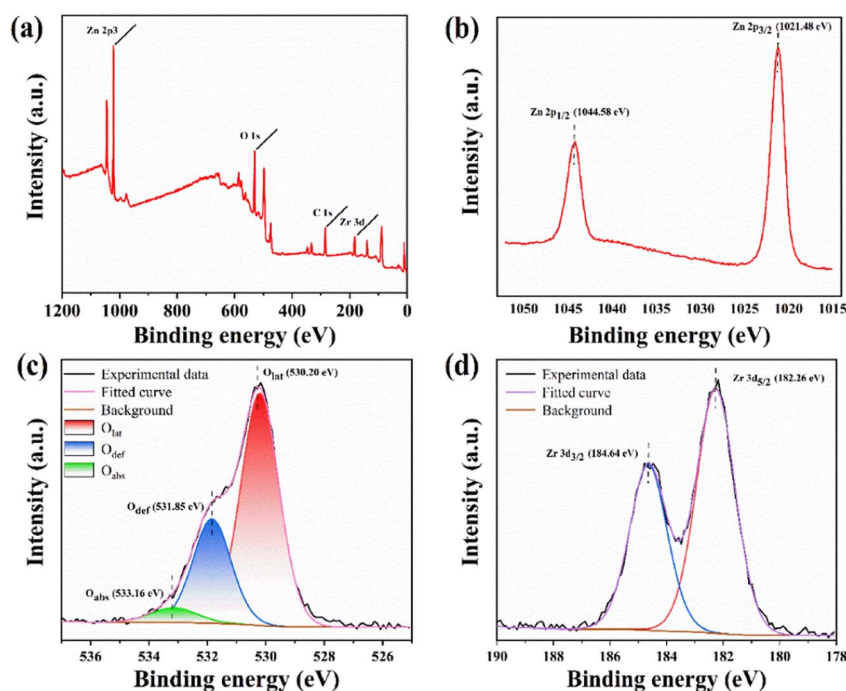 (a)
Zn 2p3
O 1s
C 1s
Zr 3d
Intensity (a.u.)
1200 1000 800 600 400 200 0
Binding energy (eV)
(b)
Zn 2p3/2 (1021.48 eV)
Zn 2p1/2 (1044.58 eV)
Intensity (a.u.)
1050 1045 1040 1035 1030 1025 1020 1015
Binding energy (eV)
(c)
Experimental data
Fitted curve
Background
Olat
Odef
Oabs
Olat (530.20 eV)
Odef (531.85 eV)
Oabs (533.16 eV)
Intensity (a.u.)
536 534 532 530 528 526
Binding energy (eV)
(d)
Experimental data
Fitted curve
Background
Zr 3d5/2 (182.26 eV)
Zr 3d3/2 (184.64 eV)
Intensity (a.u.)
190 188 186 184 182 180 178
Binding energy (eV)